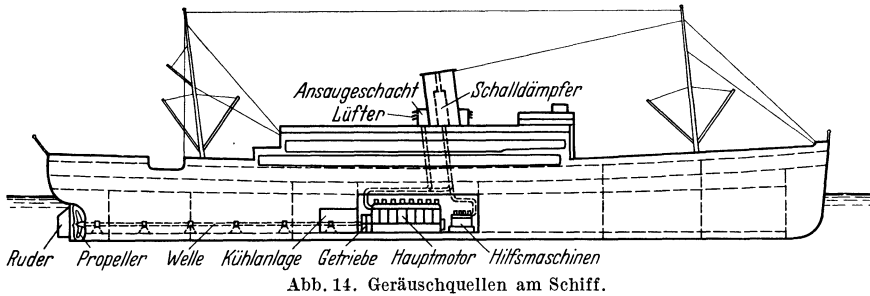 Ansaugeschacht Schalldämpfer
Lüfter
Ruder Propeller Welle Kühlanlage Getriebe Hauptmotor Hilfsmaschinen
Abb. 14. Geräuschquellen am Schiff.